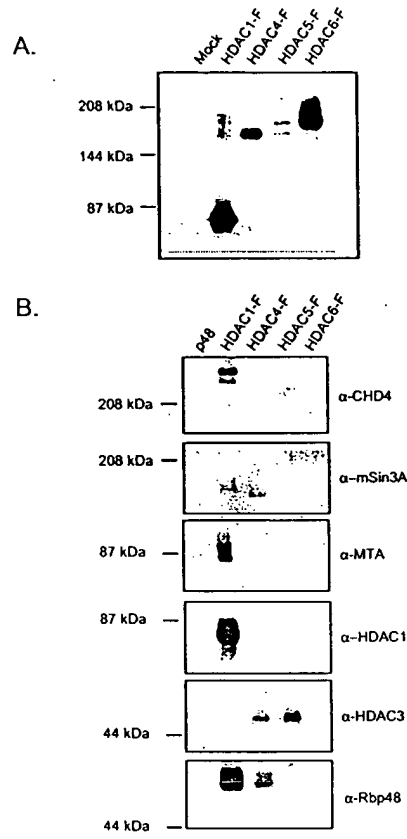 A.
Mock HDAC1-F HDAC4-F HDAC5-F HDAC6-F
208 kDa
144 kDa
87 kDa
B.
p48 HDAC1-F HDAC4-F HDAC5-F HDAC6-F
208 kDa
α-CHD4
208 kDa
α-mSin3A
87 kDa
α-MTA
87 kDa
α-HDAC1
44 kDa
α-HDAC3
44 kDa
α-Rbp48